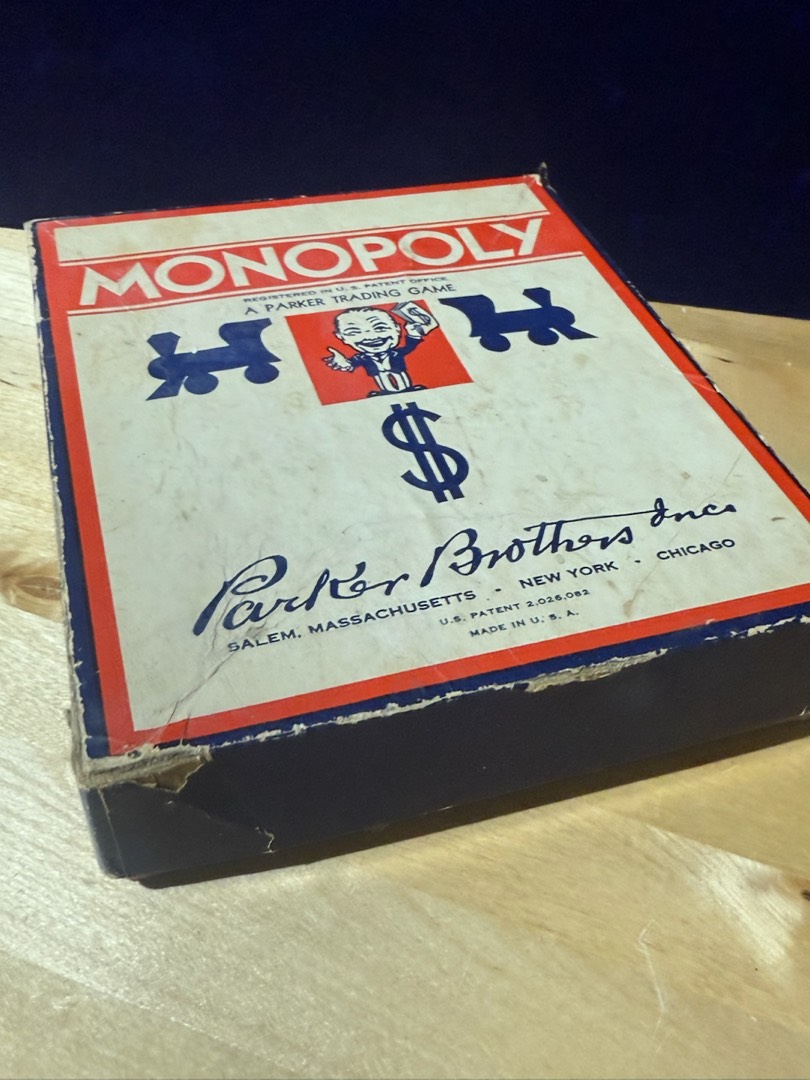 MONOPOLY
REGISTERED IN U. S. PATENT OFFICE
A PARKER TRADING GAME
$
$
Parker Brothers Inc.
SALEM, MASSACHUSETTS • NEW YORK • CHICAGO
U.S. PATENT 2,026,082
MADE IN U. S. A.